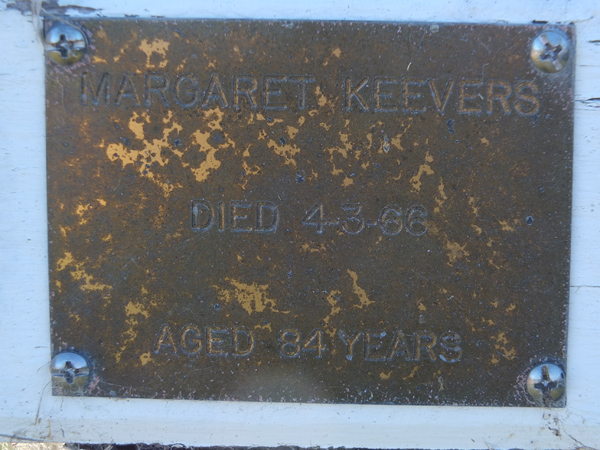 MARGARET KEEVERS
DIED 4-3-66
AGED 84 YEARS